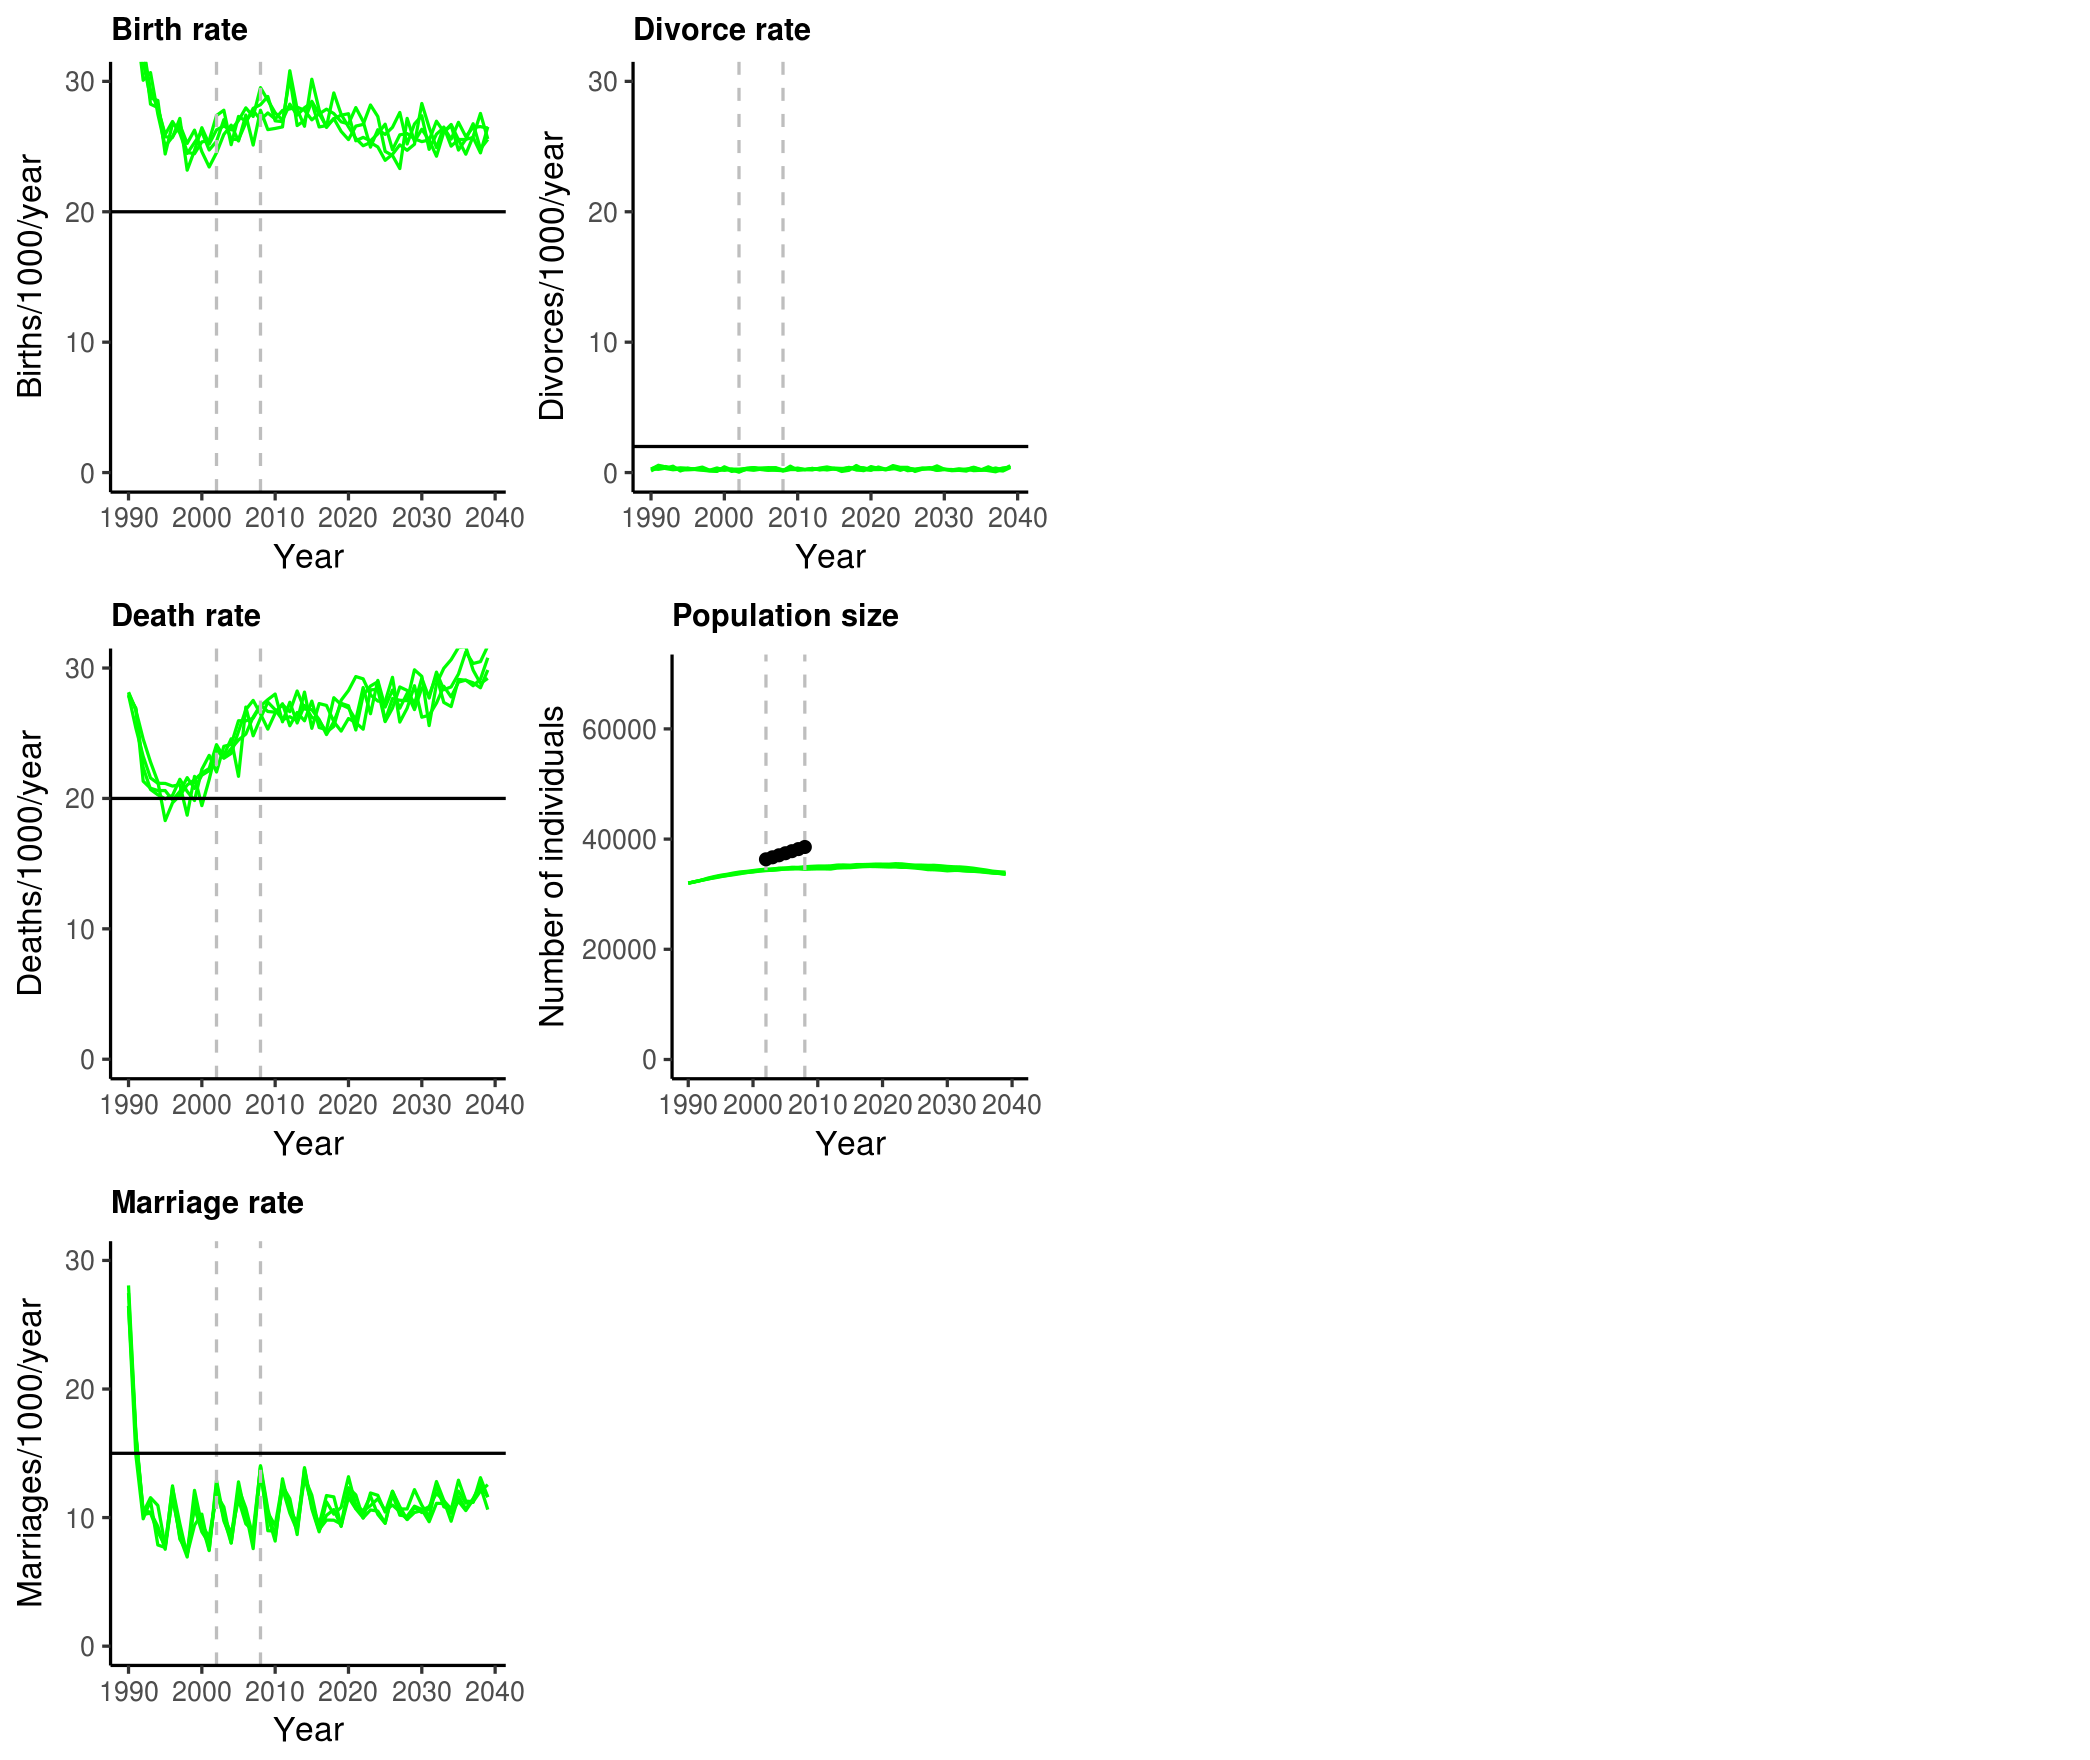 Birth rate
Births/1000/year
30
20
10
0
1990 2000 2010 2020 2030 2040
Year
Divorce rate
Divorces/1000/year
30
20
10
0
1990 2000 2010 2020 2030 2040
Year
Death rate
Deaths/1000/year
30
20
10
0
1990 2000 2010 2020 2030 2040
Year
Population size
Number of individuals
60000
40000
20000
0
1990 2000 2010 2020 2030 2040
Year
Marriage rate
Marriages/1000/year
30
20
10
0
1990 2000 2010 2020 2030 2040
Year